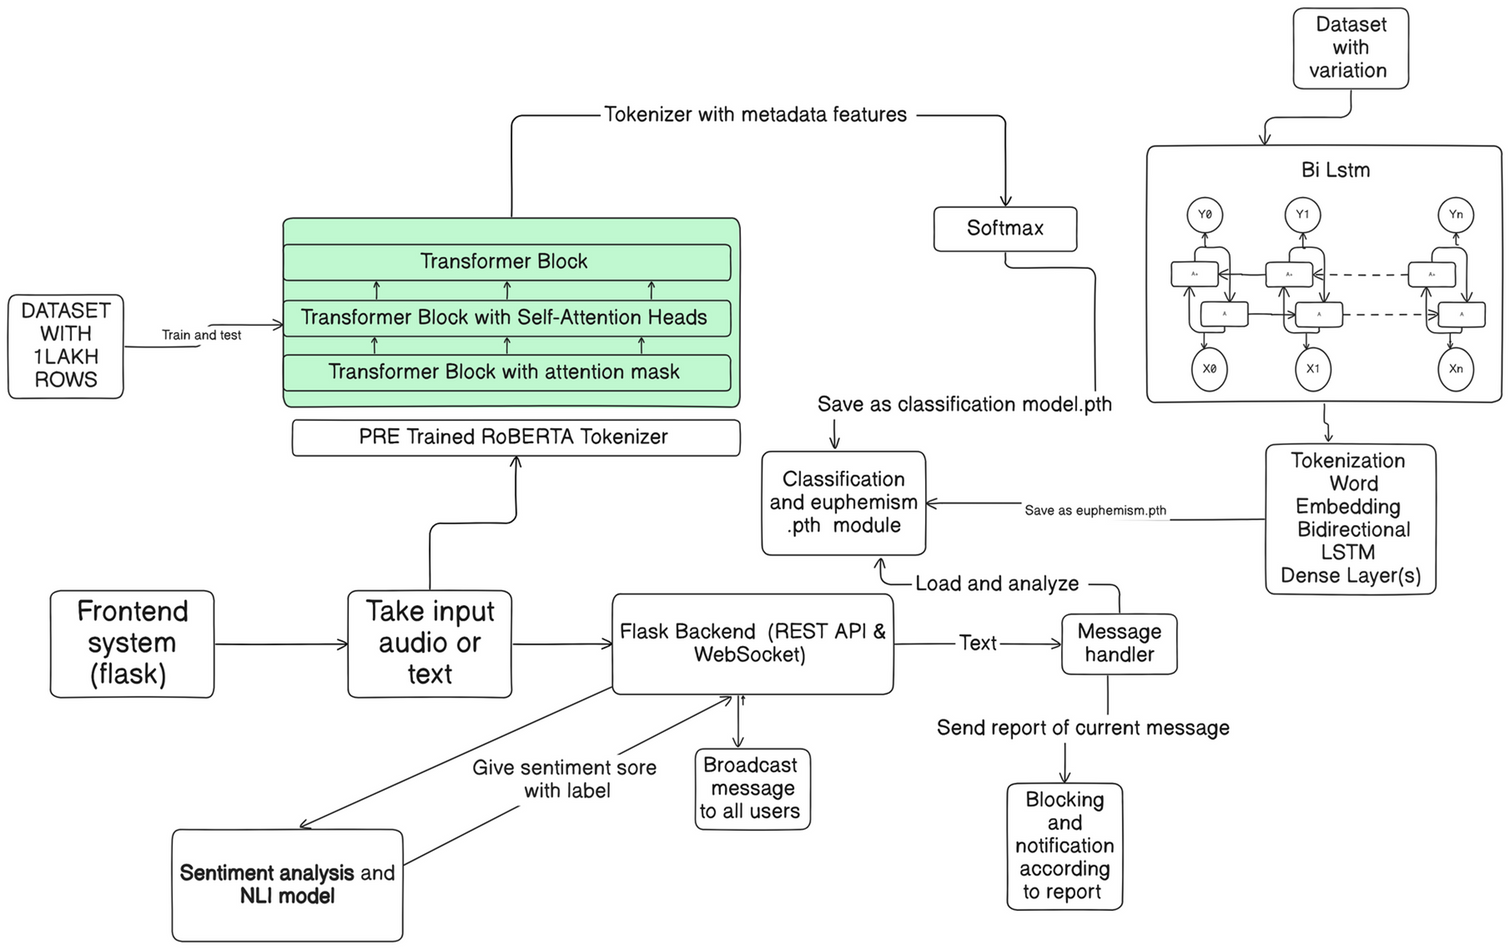 Dataset
with
variation
Tokenizer with metadata features
Bi Lstm
Y0 Y1 Yn
Softmax
A+ A+ A+
A A A
X0 X1 Xn
Transformer Block
Transformer Block with Self-Attention Heads
Transformer Block with attention mask
DATASET
WITH
1LAKH
ROWS
Train and test
PRE Trained RoBERTA Tokenizer
Save as classification model.pth
Classification
and euphemism
.pth module
Save as euphemism.pth
Tokenization
Word
Embedding
Bidirectional
LSTM
Dense Layer(s)
Load and analyze
Frontend
system
(flask)
Take input
audio or
text
Flask Backend (REST API &
WebSocket)
Text
Message
handler
Send report of current message
Give sentiment sore
with label
Broadcast
message
to all users
Blocking
and
notification
according
to report
Sentiment analysis and
NLI model